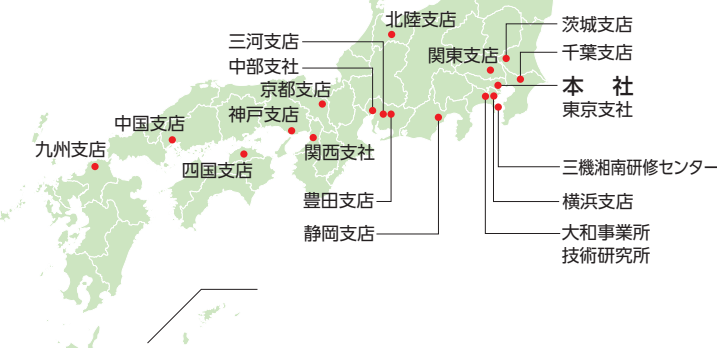 北陸支店
茨城支店
三河支店
関東支店
千葉支店
中部支社
京都支店
本 社
東京支社
神戸支店
中国支店
九州支店
関西支社
四国支店
三機湘南研修センター
豊田支店
横浜支店
静岡支店
大和事業所
技術研究所